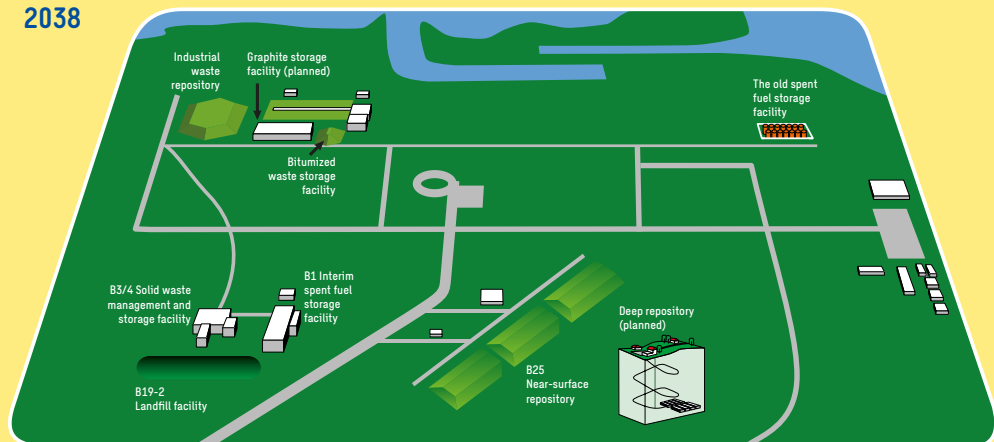 2038
Industrial
waste
repository
Graphite storage
facility (planned)
The old spent
fuel storage
facility
Bitumized
waste storage
facility
B3/4 Solid waste
management and
storage facility
B1 Interim
spent fuel
storage
facility
Deep repository
(planned)
B25
Near-surface
repository
B19-2
Landfill facility